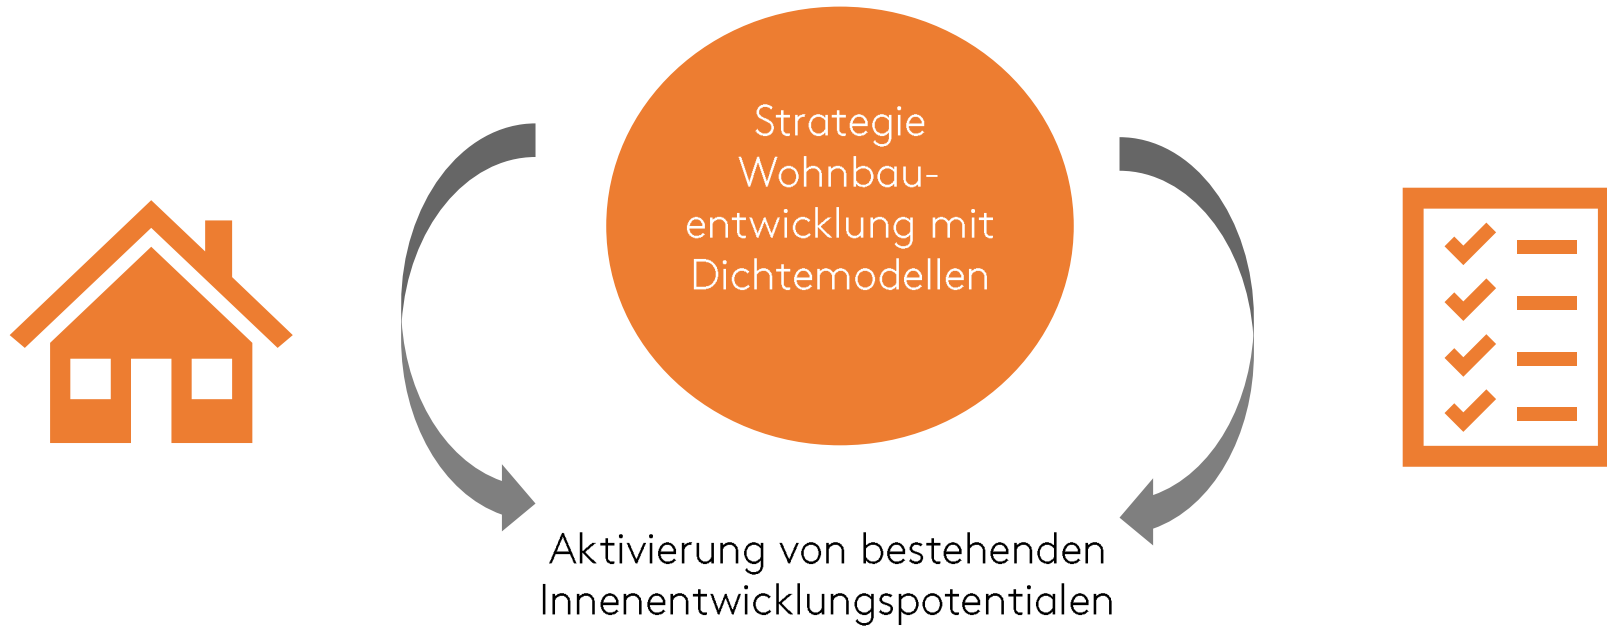 Strategie
Wohnbau-
entwicklung mit
Dichtemodellen
Aktivierung von bestehenden
Innenentwicklungspotentialen